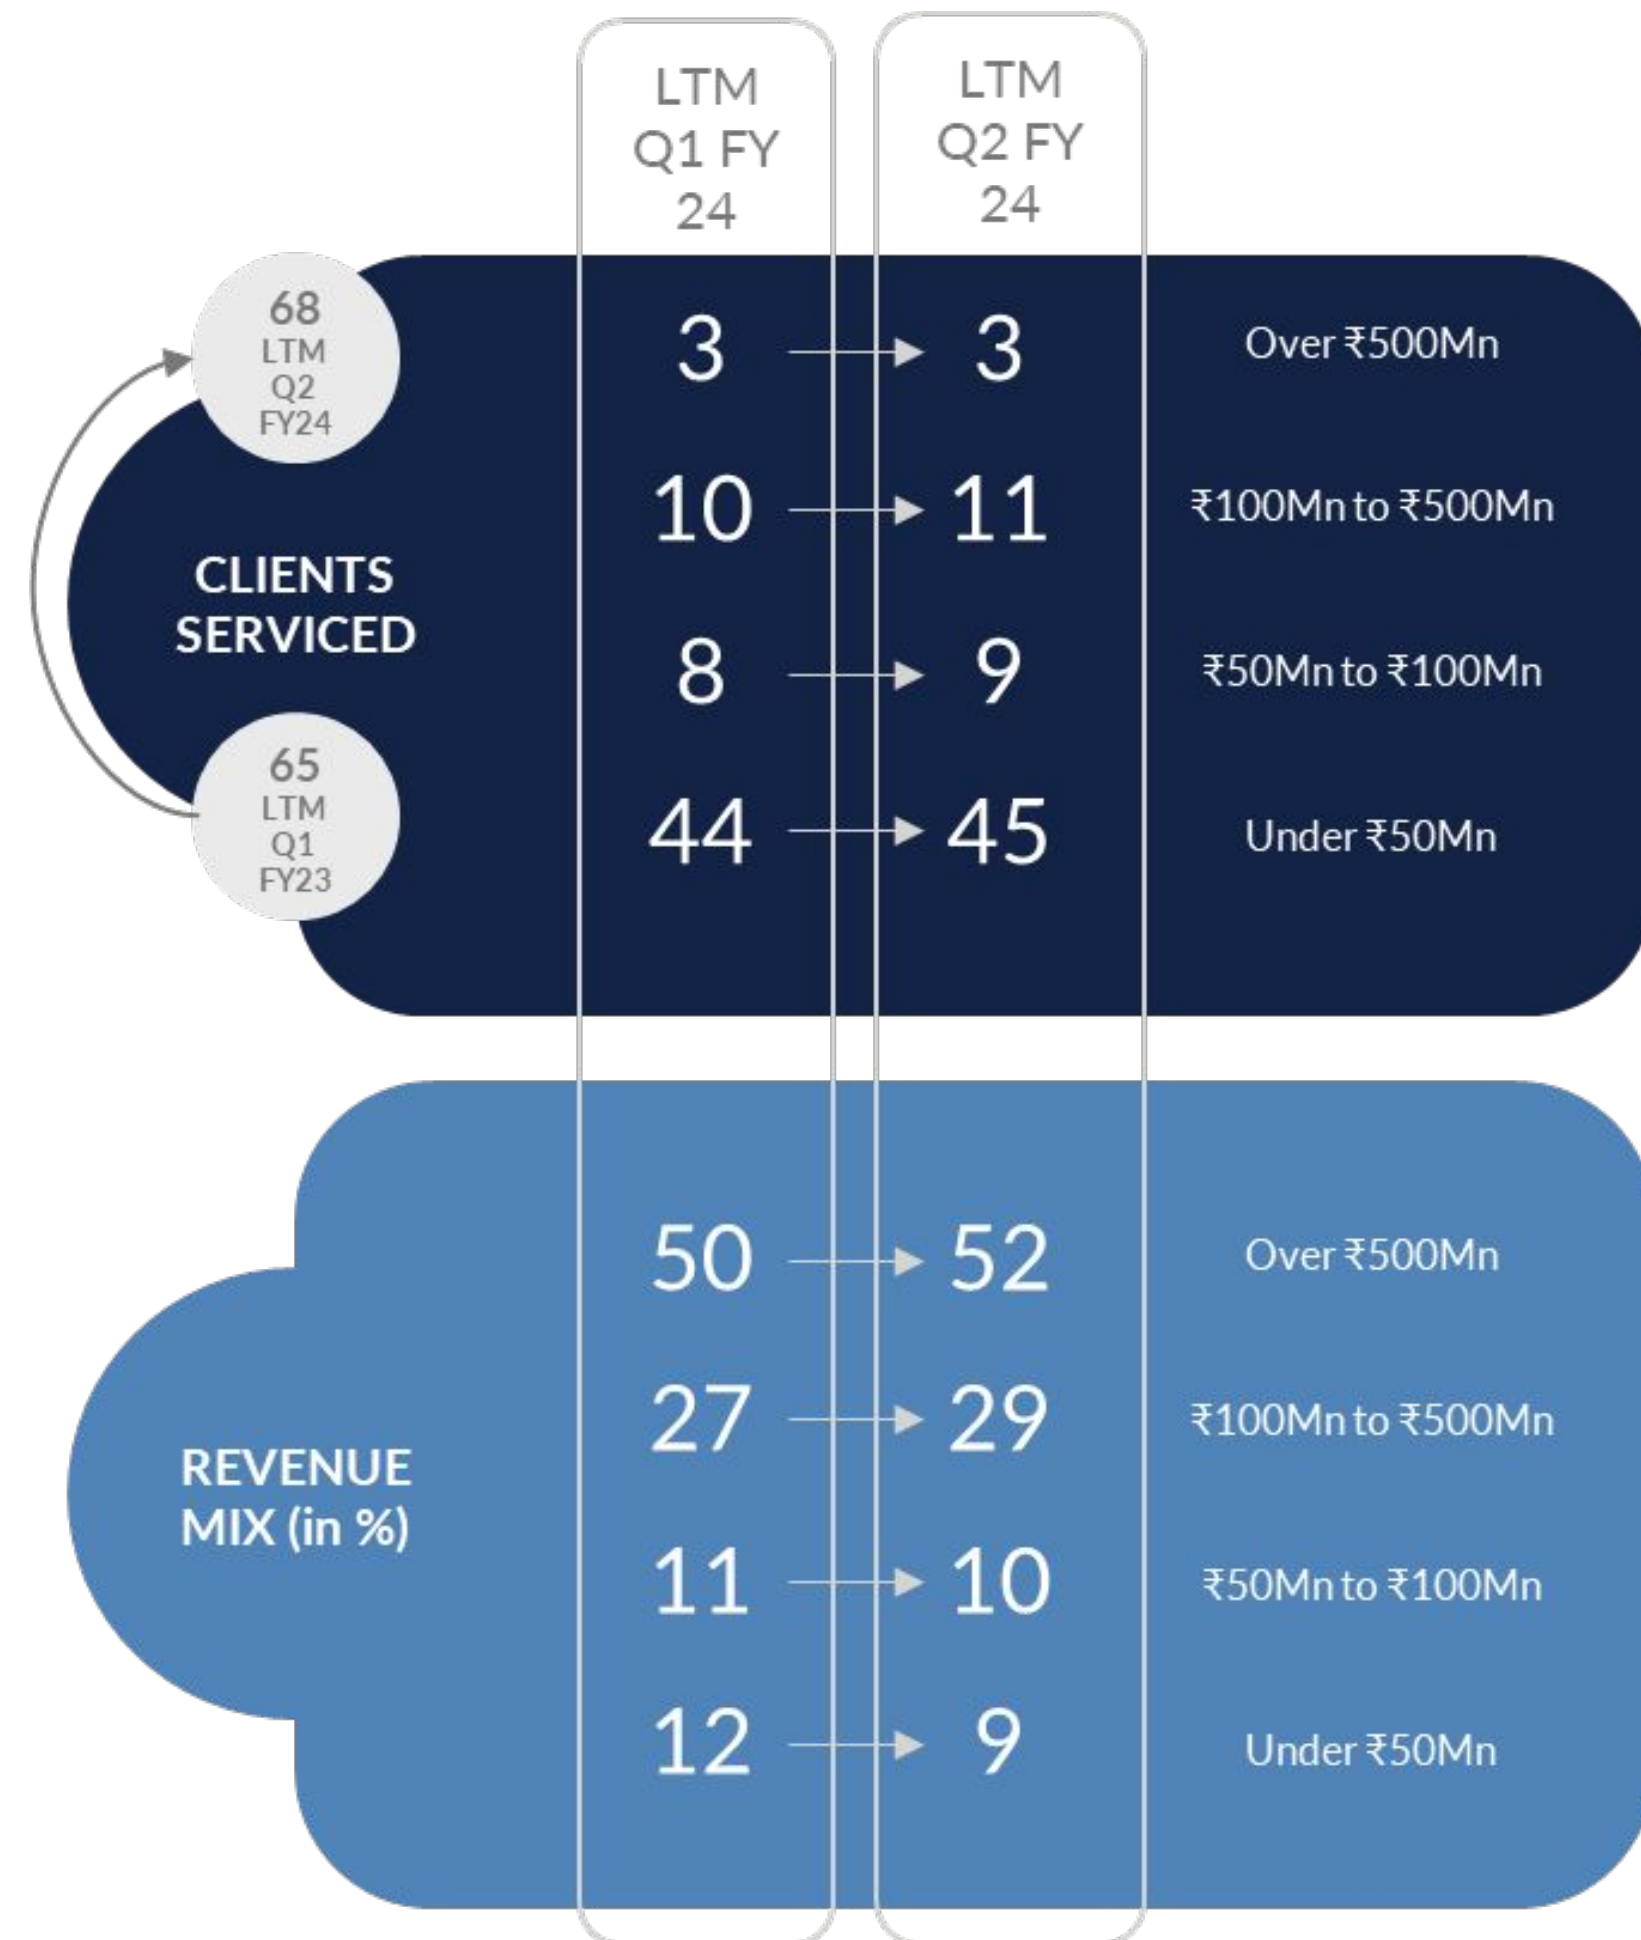 LTM
Q1 FY
24
LTM
Q2 FY
24
68
LTM
Q2
FY24
CLIENTS
SERVICED
65
LTM
Q1
FY23
3 3 Over ₹500Mn
10 11 ₹100Mn to ₹500Mn
8 9 ₹50Mn to ₹100Mn
44 45 Under ₹50Mn
REVENUE
MIX (in %)
50 52 Over ₹500Mn
27 29 ₹100Mn to ₹500Mn
11 10 ₹50Mn to ₹100Mn
12 9 Under ₹50Mn